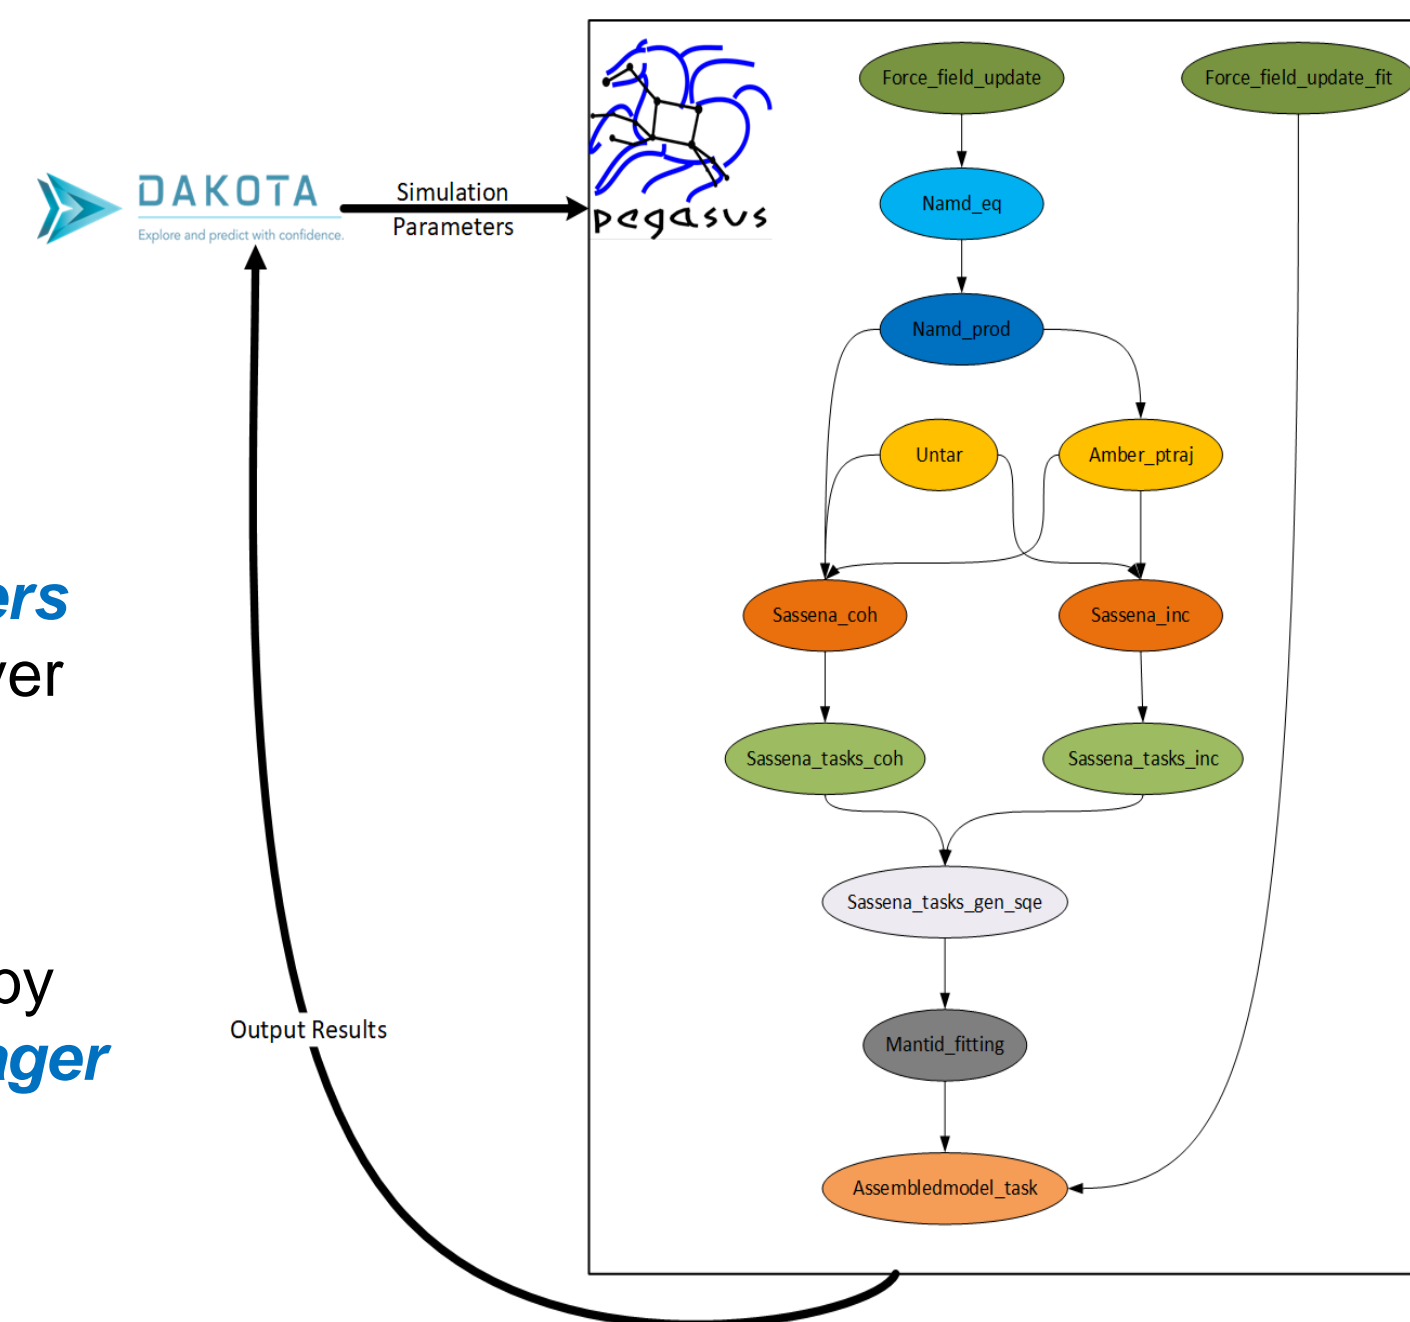 Force_field_update
Force_field_update_fit
DAKOTA
Explore and predict with confidence.
Simulation
Parameters
pegasus
Namd_eq
Namd_prod
Untar
Amber_ptraj
Sassena_coh
Sassena_inc
Sassena_tasks_coh
Sassena_tasks_inc
Sassena_tasks_gen_sqe
Mantid_fitting
Assembledmodel_task
Output Results
ers
ver
by
ager